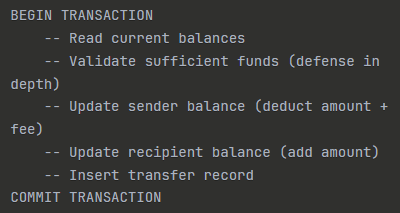 BEGIN TRANSACTION
    -- Read current balances
    -- Validate sufficient funds (defense in
depth)
    -- Update sender balance (deduct amount +
fee)
    -- Update recipient balance (add amount)
    -- Insert transfer record
COMMIT TRANSACTION